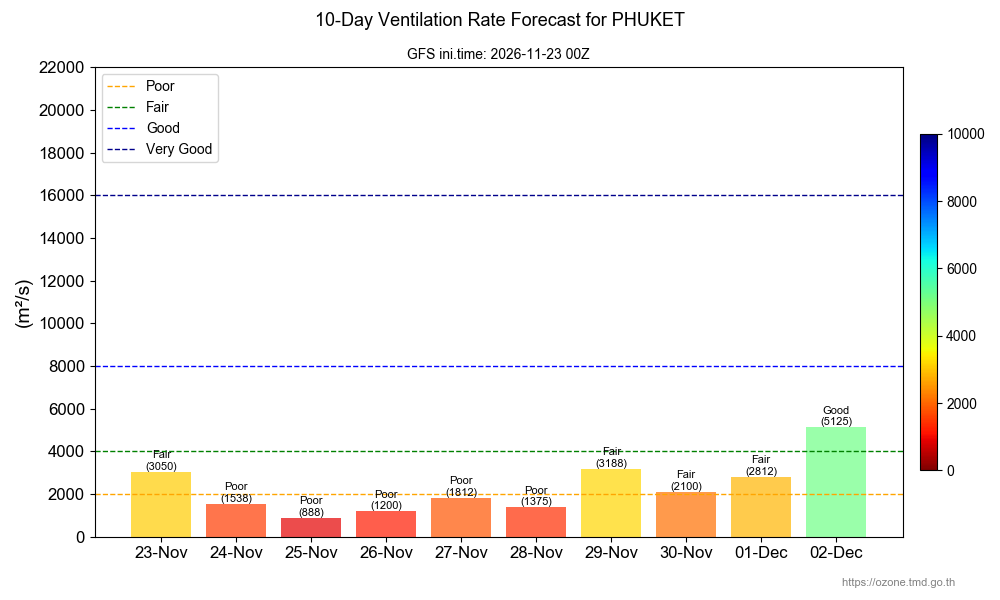 10-Day Ventilation Rate Forecast for PHUKET
GFS ini.time: 2026-11-23 00Z
(m²/s)
22000
20000
18000
16000
14000
12000
10000
8000
6000
4000
2000
0
Poor
Fair
Good
Very Good
Fair
(3050)
Poor
(1538)
Poor
(888)
Poor
(1200)
Poor
(1812)
Poor
(1375)
Fair
(3188)
Fair
(2100)
Fair
(2812)
Good
(5125)
23-Nov
24-Nov
25-Nov
26-Nov
27-Nov
28-Nov
29-Nov
30-Nov
01-Dec
02-Dec
10000
8000
6000
4000
2000
0
https://ozone.tmd.go.th